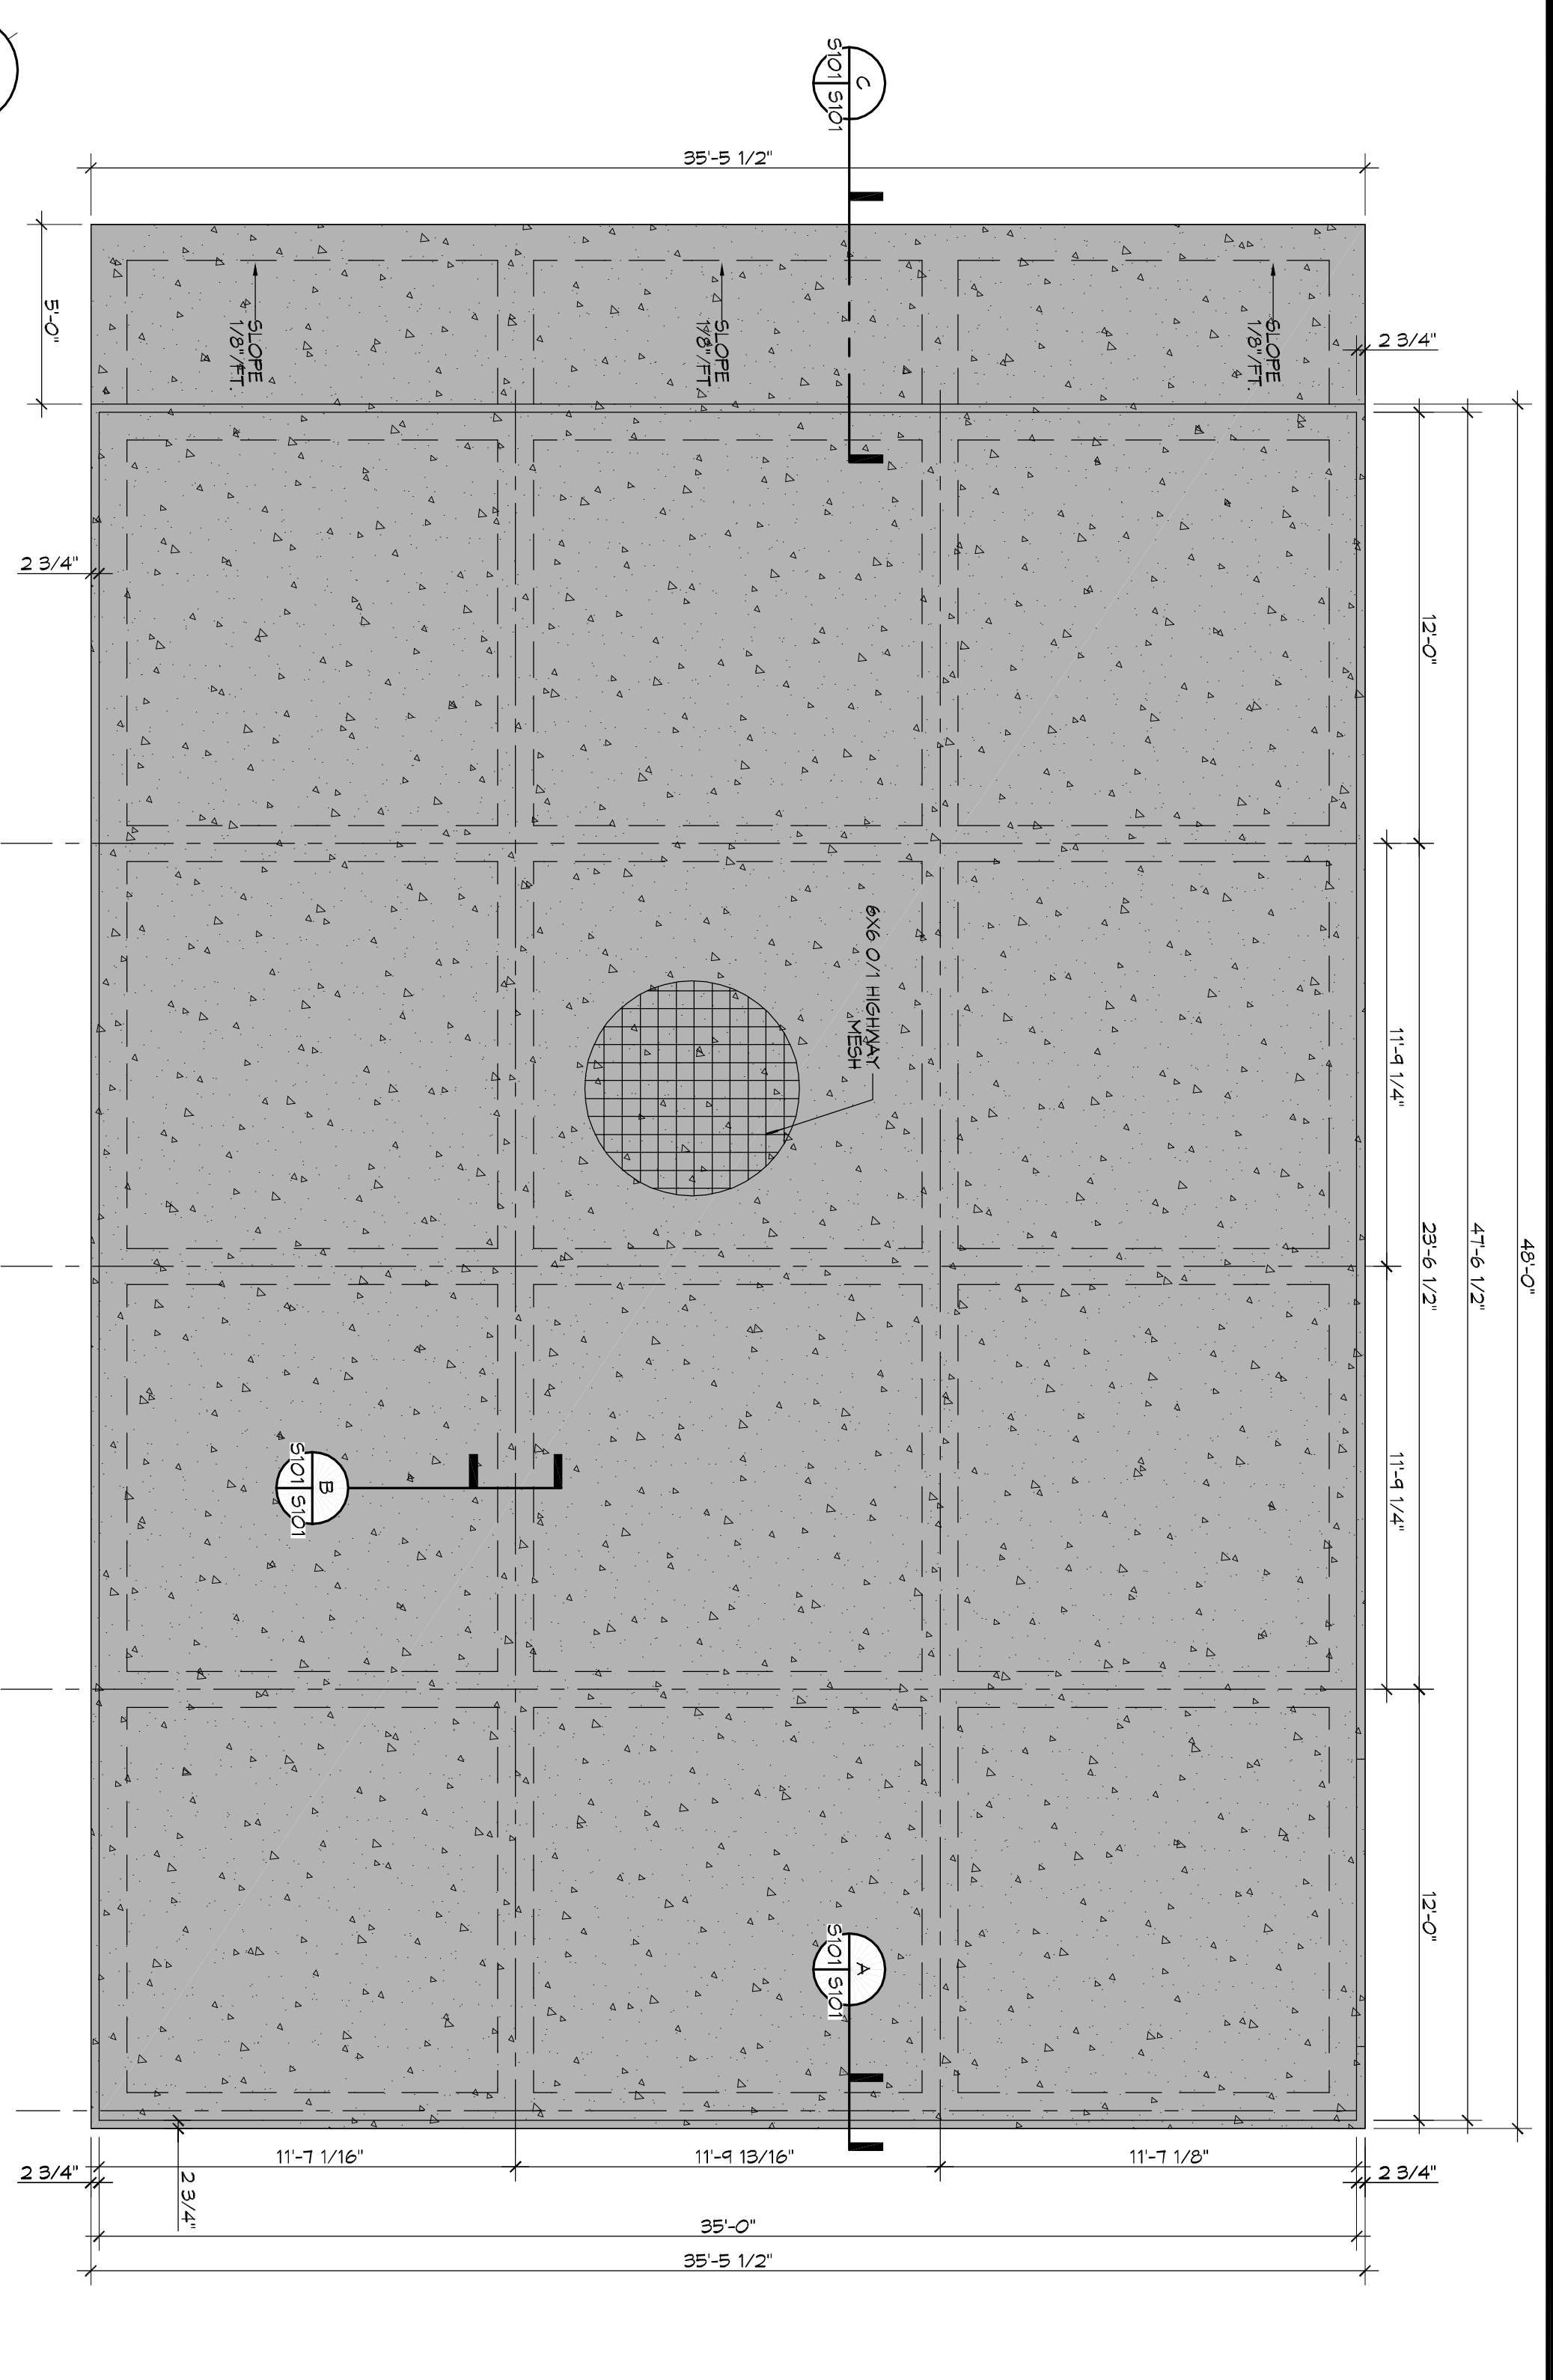 C
S101
S101
35'-5 1/2"
5'-0"
SLOPE
1/8"/FT.
SLOPE
1/8"/FT.
SLOPE
1/8"/FT.
2 3/4"
2 3/4"
12'-0"
11'-9 1/4"
23'-6 1/2"
47'-6 1/2"
48'-0"
6X6 0/1 HIGHWAY
MESH
11'-9 1/4"
B
S101
S101
12'-0"
A
S101
S101
11'-7 1/16"
11'-9 13/16"
11'-7 1/8"
2 3/4"
2 3/4"
2 3/4"
35'-0"
35'-5 1/2"